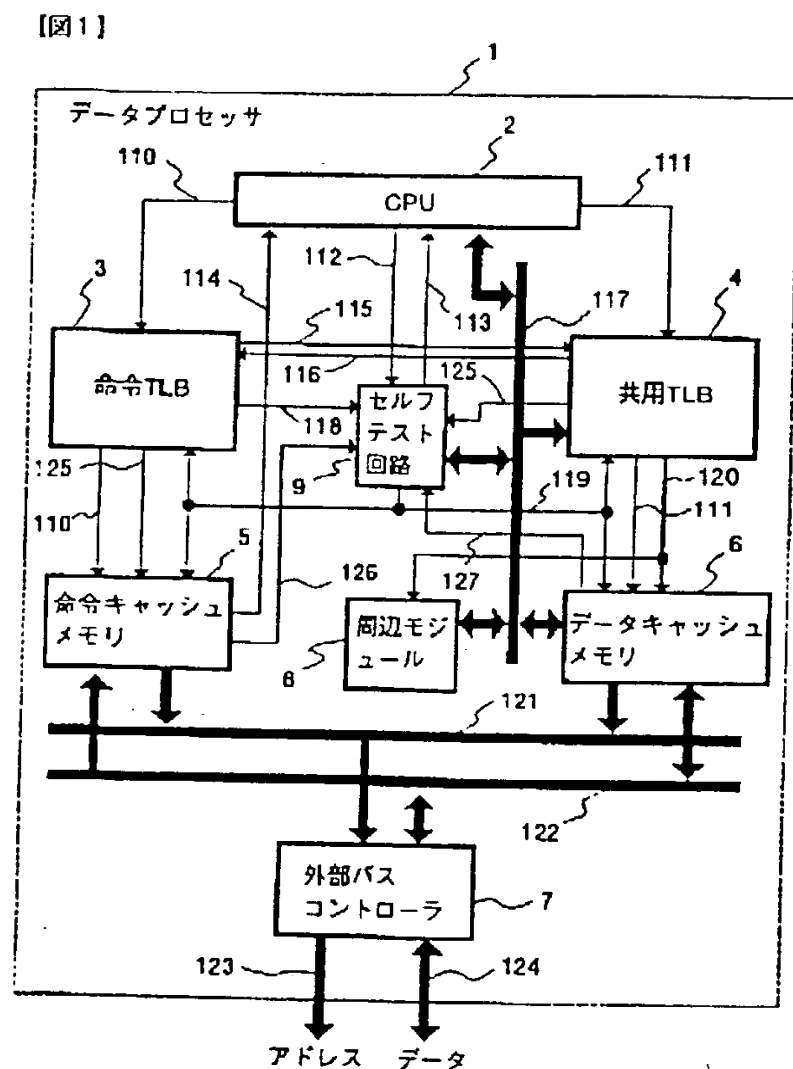 【図1】
1
データプロセッサ
2
110
CPU
111
3
114
112
113
4
115
117
116
命令TLB
共用TLB
118
セルフ
テスト
回路
125
9
125
110
119
120
111
5
126
127
6
命令キャッシュ
メモリ
周辺モジ
ュール
8
データキャッシュ
メモリ
121
122
外部バス
コントローラ
7
123
124
アドレス
データ